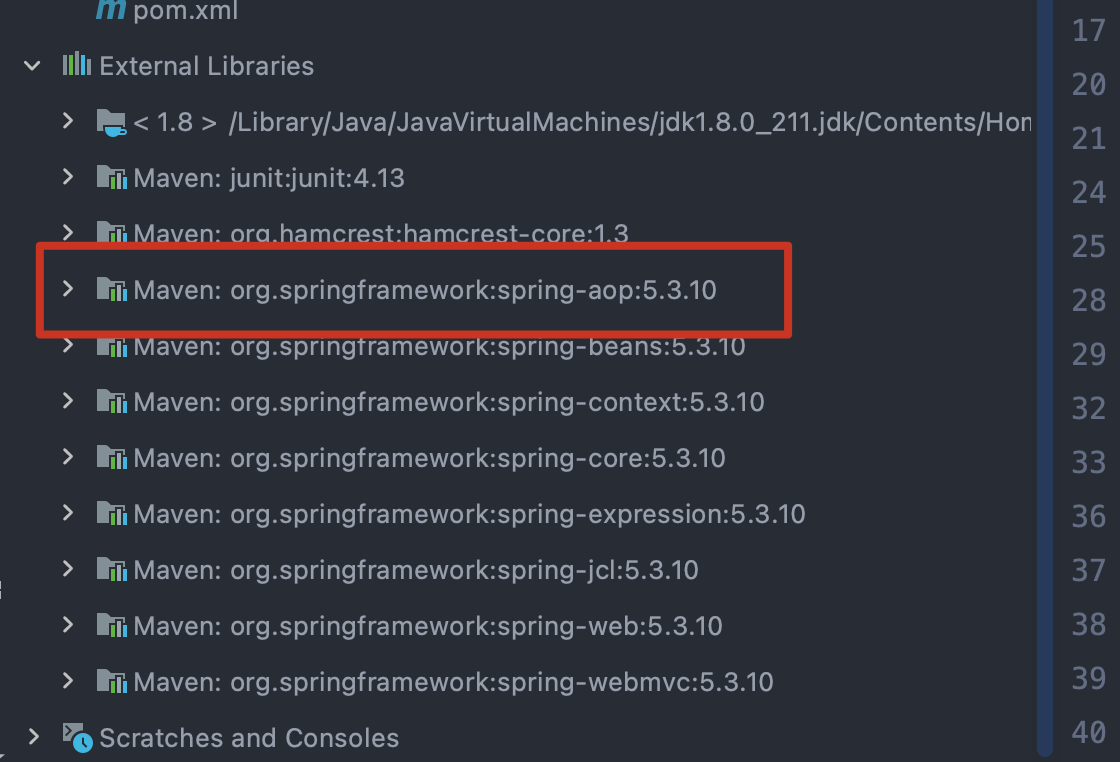 pom.xml
External Libraries
< 1.8 > /Library/Java/JavaVirtualMachines/jdk1.8.0_211.jdk/Contents/Hom
Maven: junit:junit:4.13
Maven: org.hamcrest:hamcrest-core:1.3
Maven: org.springframework:spring-aop:5.3.10
Maven: org.springframework:spring-beans:5.3.10
Maven: org.springframework:spring-context:5.3.10
Maven: org.springframework:spring-core:5.3.10
Maven: org.springframework:spring-expression:5.3.10
Maven: org.springframework:spring-jcl:5.3.10
Maven: org.springframework:spring-web:5.3.10
Maven: org.springframework:spring-webmvc:5.3.10
Scratches and Consoles
17
20
21
24
25
28
29
32
33
36
37
38
39
40